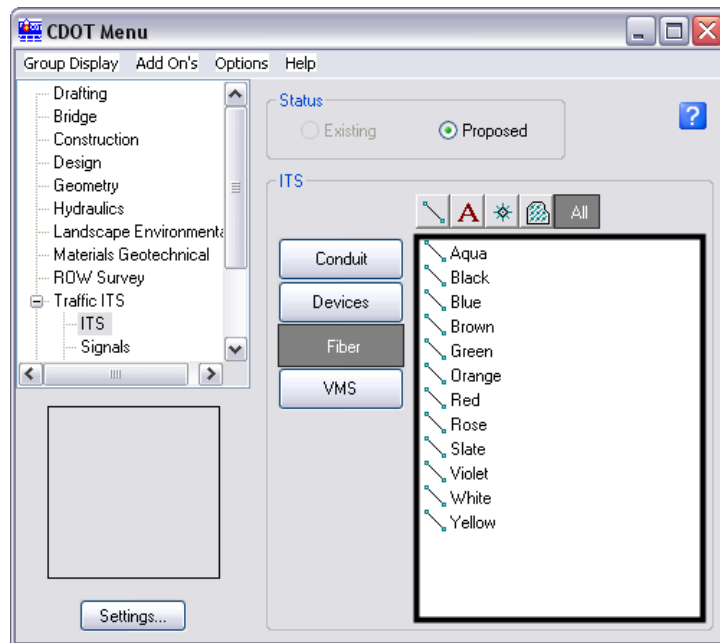 CDOT Menu
Group Display Add On's Options Help
Drafting
Bridge
Construction
Design
Geometry
Hydraulics
Landscape Environment
Materials Geotechnical
ROW Survey
Traffic ITS
ITS
Signals
Settings...
Status
Existing Proposed
?
ITS
A All
Conduit
Devices
Fiber
VMS
Aqua
Black
Blue
Brown
Green
Orange
Red
Rose
Slate
Violet
White
Yellow